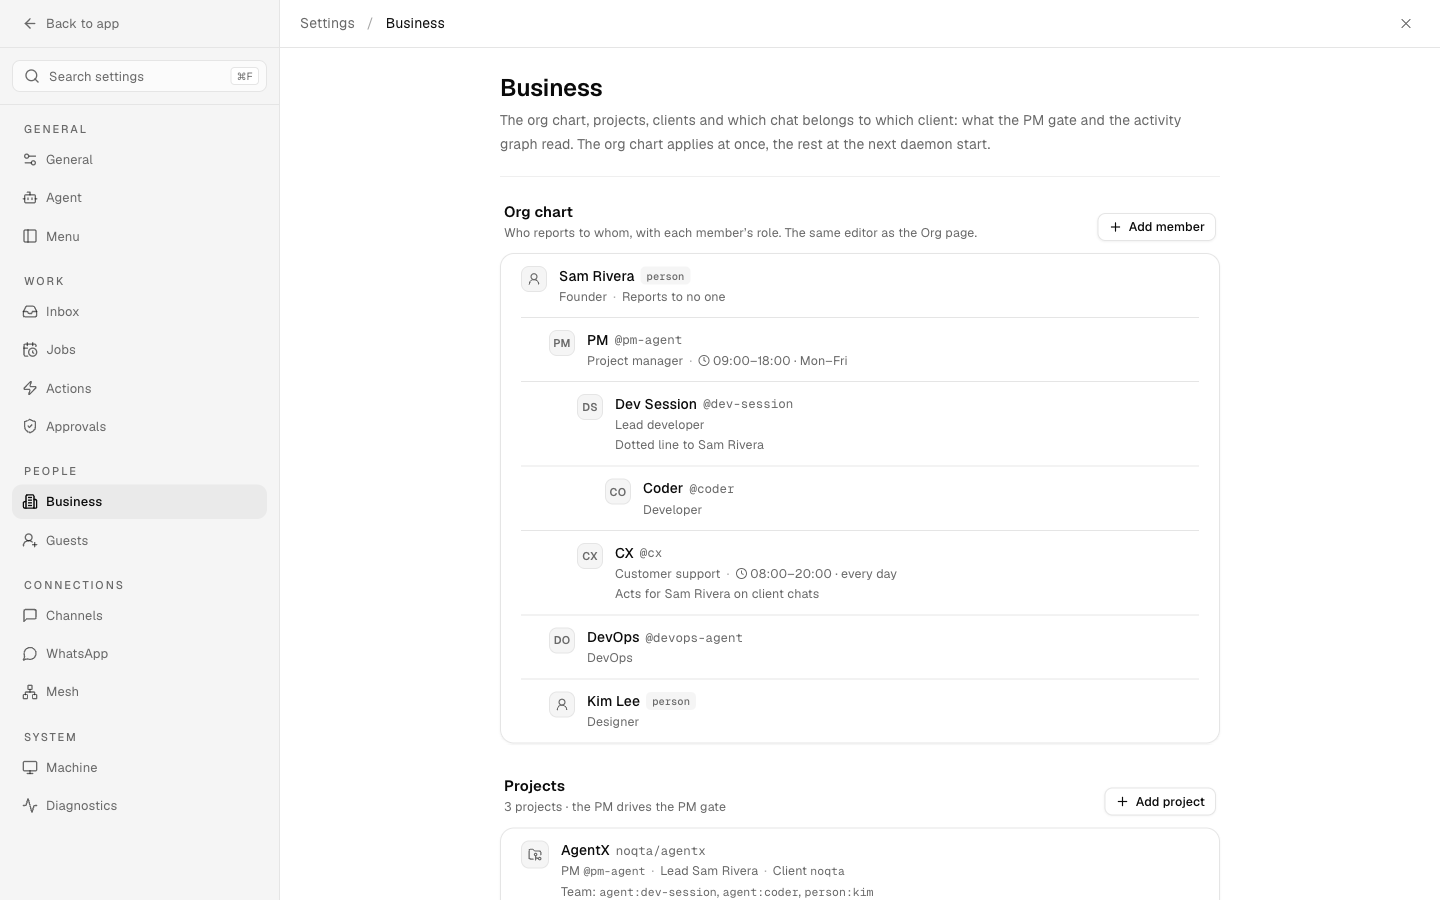 Back to app
Settings / Business
Search settings ⌘F
GENERAL
General
Agent
Menu
WORK
Inbox
Jobs
Actions
Approvals
PEOPLE
Business
Guests
CONNECTIONS
Channels
WhatsApp
Mesh
SYSTEM
Machine
Diagnostics
Business
The org chart, projects, clients and which chat belongs to which client: what the PM gate and the activity
graph read. The org chart applies at once, the rest at the next daemon start.
Org chart
Who reports to whom, with each member's role. The same editor as the Org page.
Add member
Sam Rivera person
Founder · Reports to no one
PM PM @pm-agent
Project manager · 09:00–18:00 · Mon–Fri
DS Dev Session @dev-session
Lead developer
Dotted line to Sam Rivera
CO Coder @coder
Developer
CX CX @cx
Customer support · 08:00–20:00 · every day
Acts for Sam Rivera on client chats
DO DevOps @devops-agent
DevOps
Kim Lee person
Designer
Projects
3 projects · the PM drives the PM gate
Add project
AgentX noqta/agentx
PM @pm-agent · Lead Sam Rivera · Client noqta
Team: agent:dev-session, agent:coder, person:kim